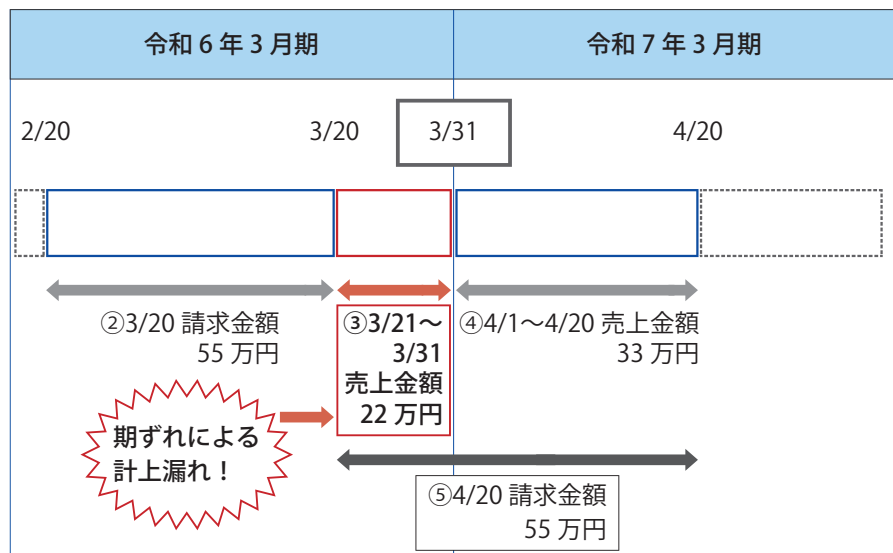 令和6年3月期
令和7年3月期
2/20
3/20
3/31
4/20
②3/20 請求金額
55 万円
③3/21～
3/31
売上金額
22 万円
④4/1～4/20 売上金額
33 万円
期ずれによる
計上漏れ！
⑤4/20 請求金額
55 万円